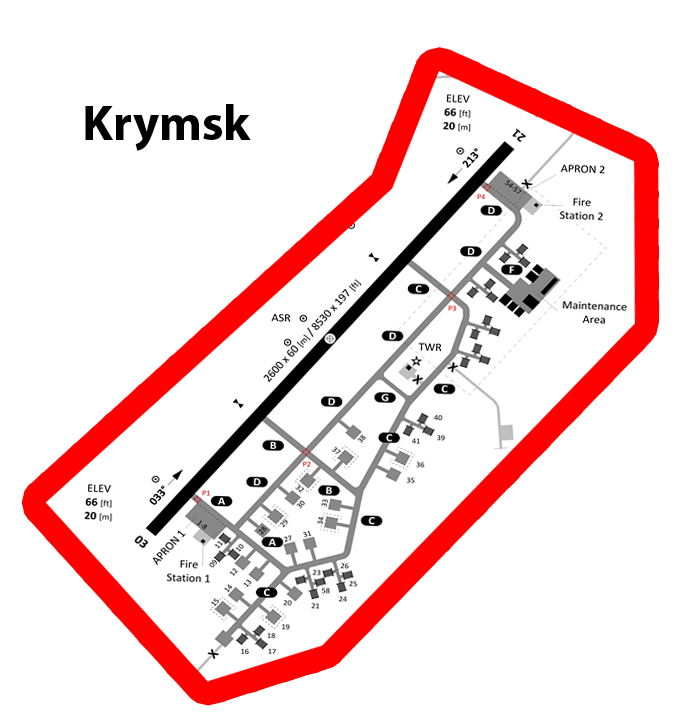 Krymsk
ELEV
66 [ft]
20 [m]
21
213°
APRON 2
54-57
P4
D
Fire
Station 2
D
F
C
P3
Maintenance
Area
ASR
2600 x 60 [m] / 8530 x 197 [ft]
D
TWR
C
G
D
40
39
41
C
38
B
37
P2
36
35
ELEV
66 [ft]
20 [m]
033°
03
P1
A
D
32
B
30
33
34
C
29
28
1-8
APRON 1
Fire
Station 1
11
10
09
A
27
31
12
13
14
15
C
20
23
58
21
26
25
24
19
18
17
16